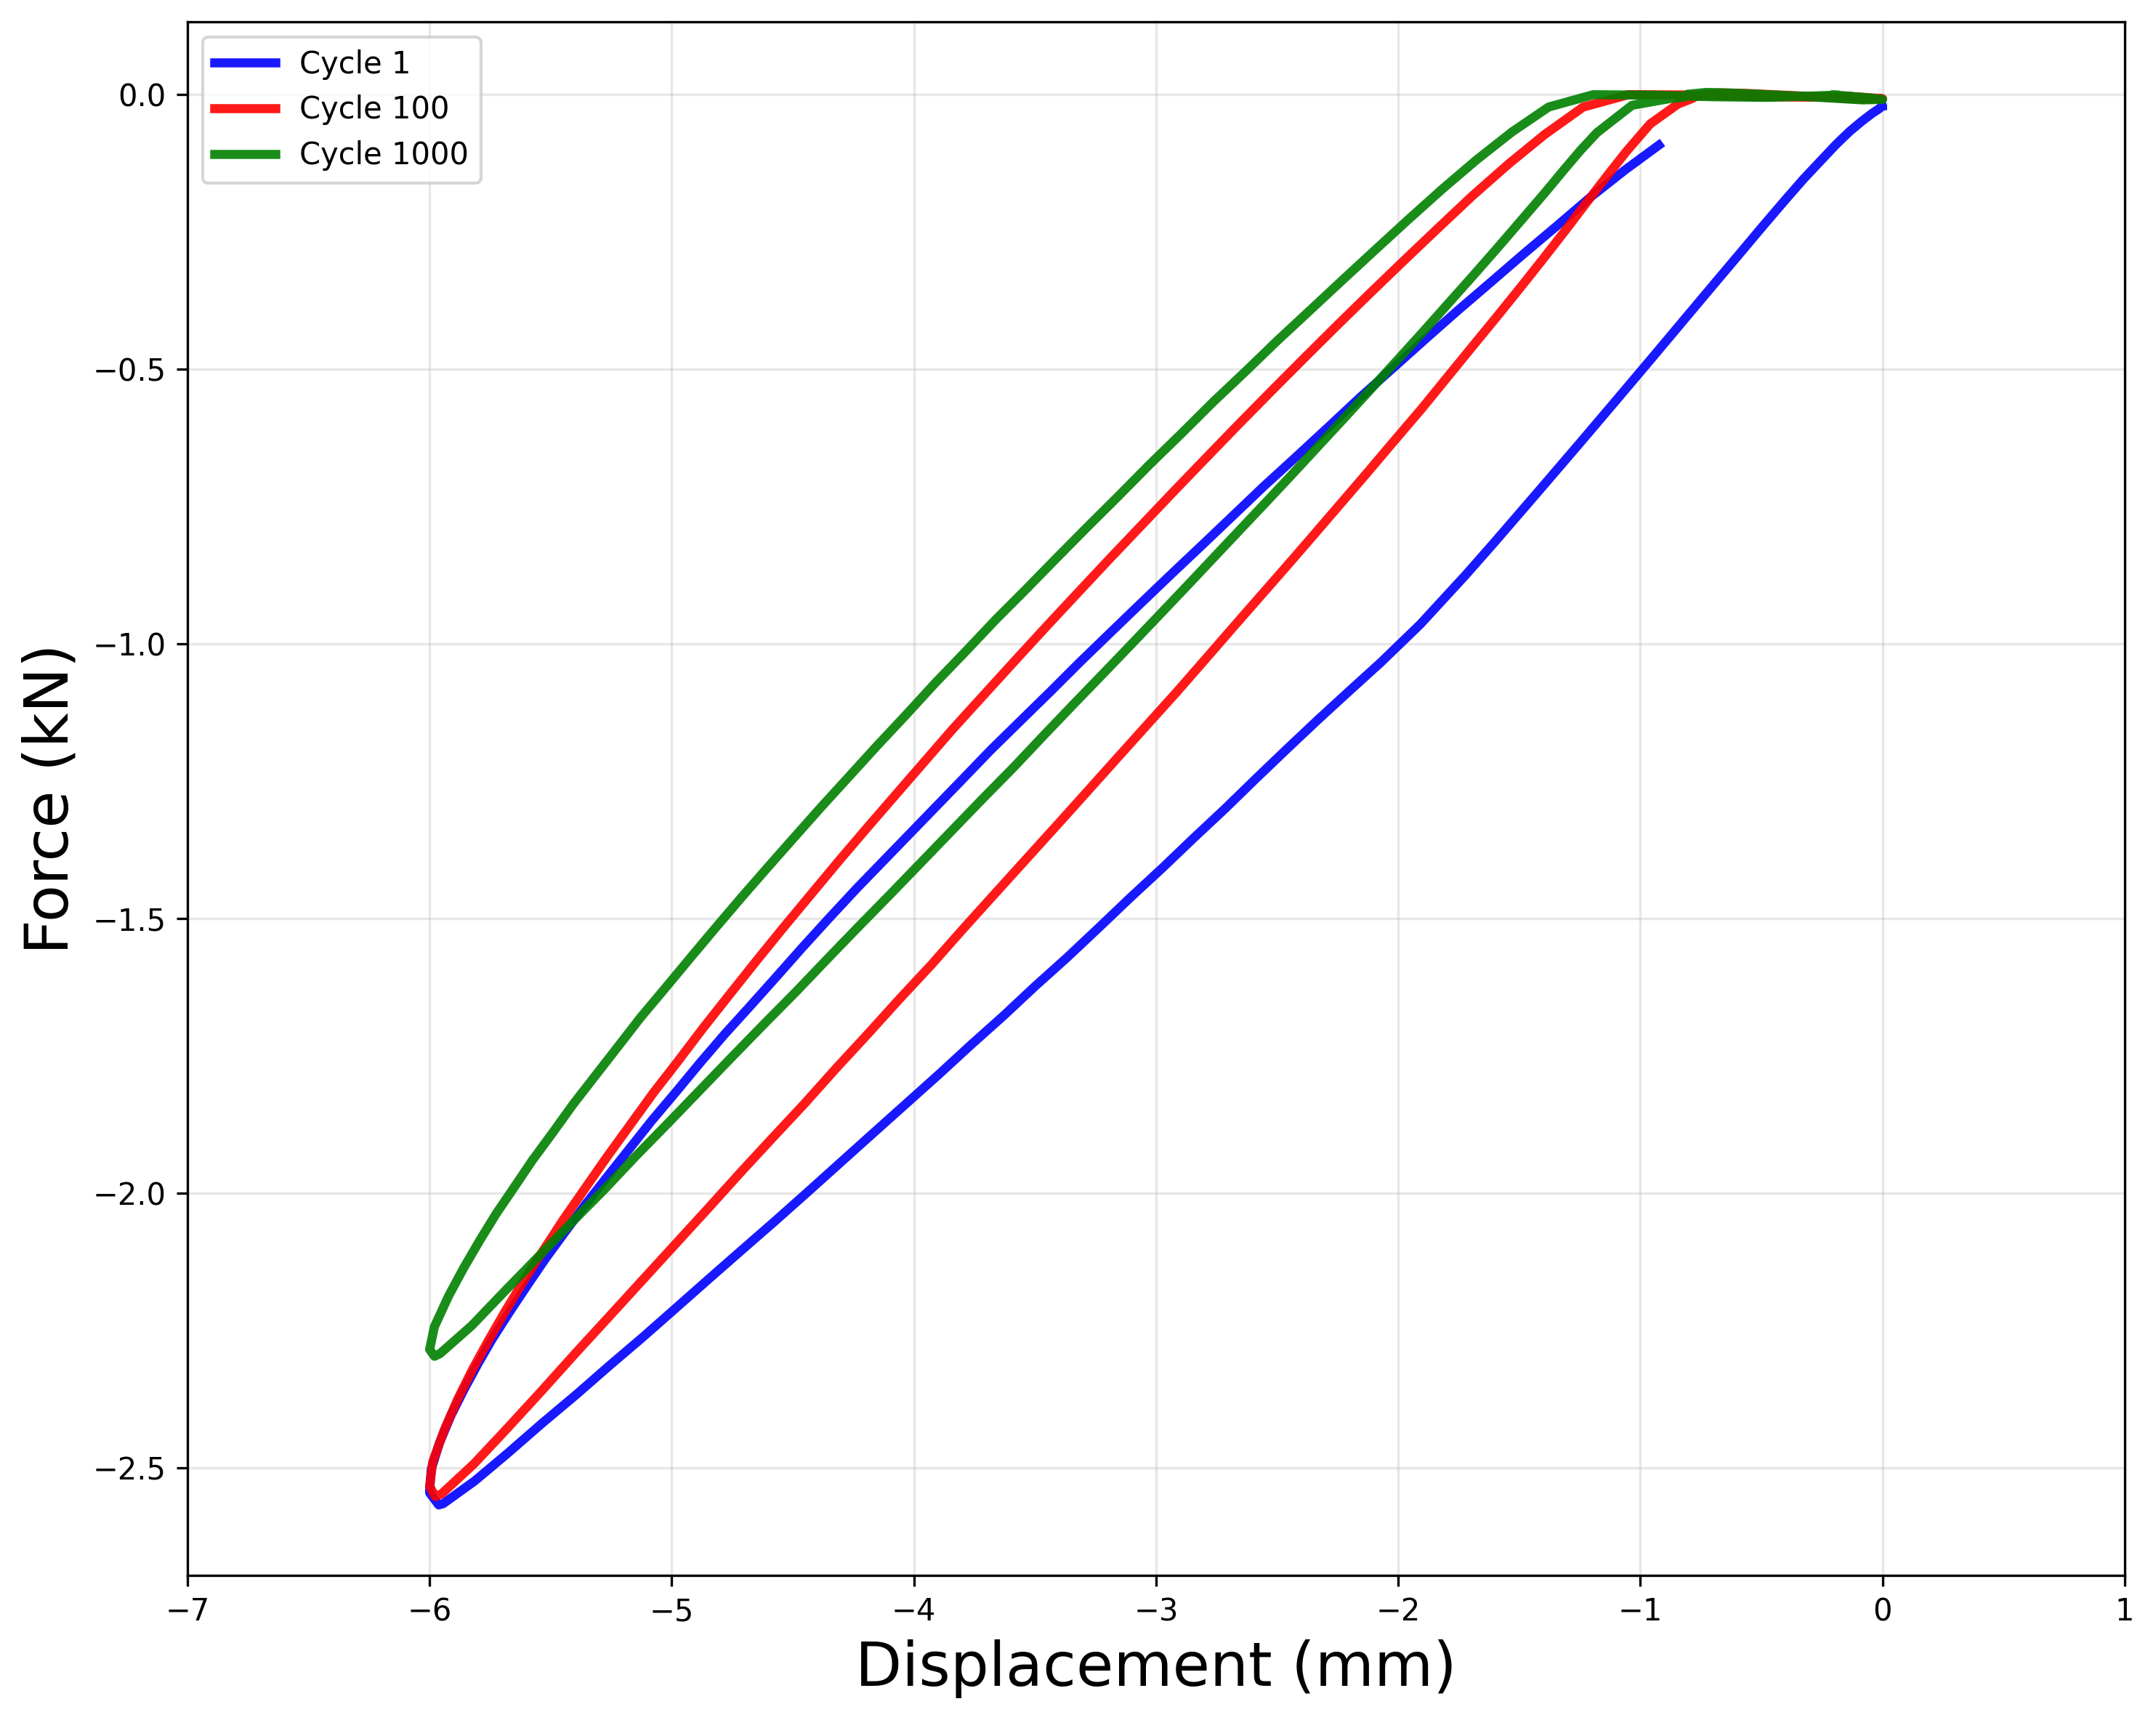 Cycle 1
Cycle 100
Cycle 1000
0.0
−0.5
−1.0
−1.5
−2.0
−2.5
Force (kN)
−7 −6 −5 −4 −3 −2 −1 0 1
Displacement (mm)